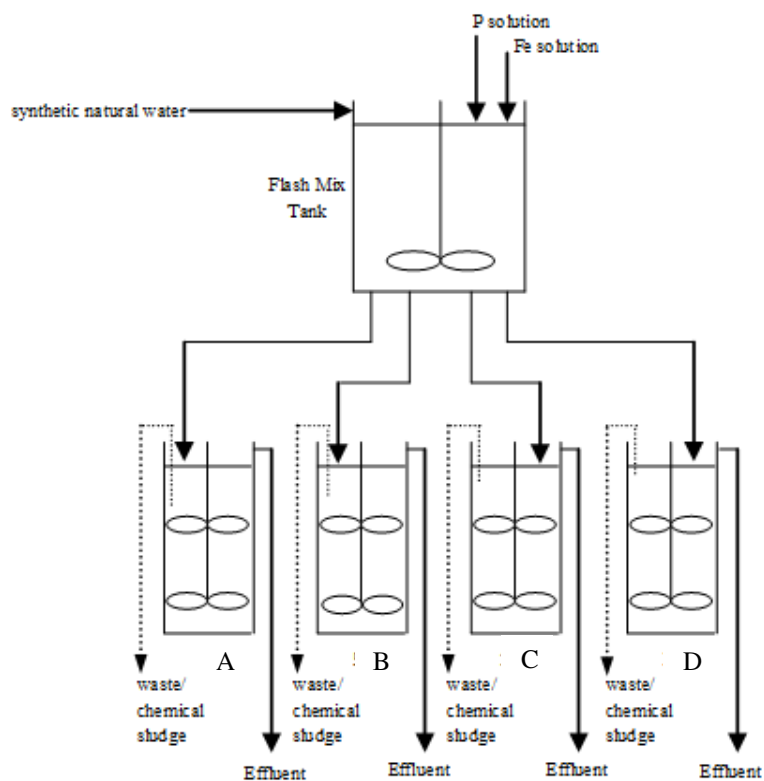 P solution
Fe solution
synthetic natural water
Flash Mix
Tank
A
B
C
D
waste/
chemical
sludge
waste/
chemical
sludge
waste/
chemical
sludge
waste/
chemical
sludge
Effluent
Effluent
Effluent
Effluent